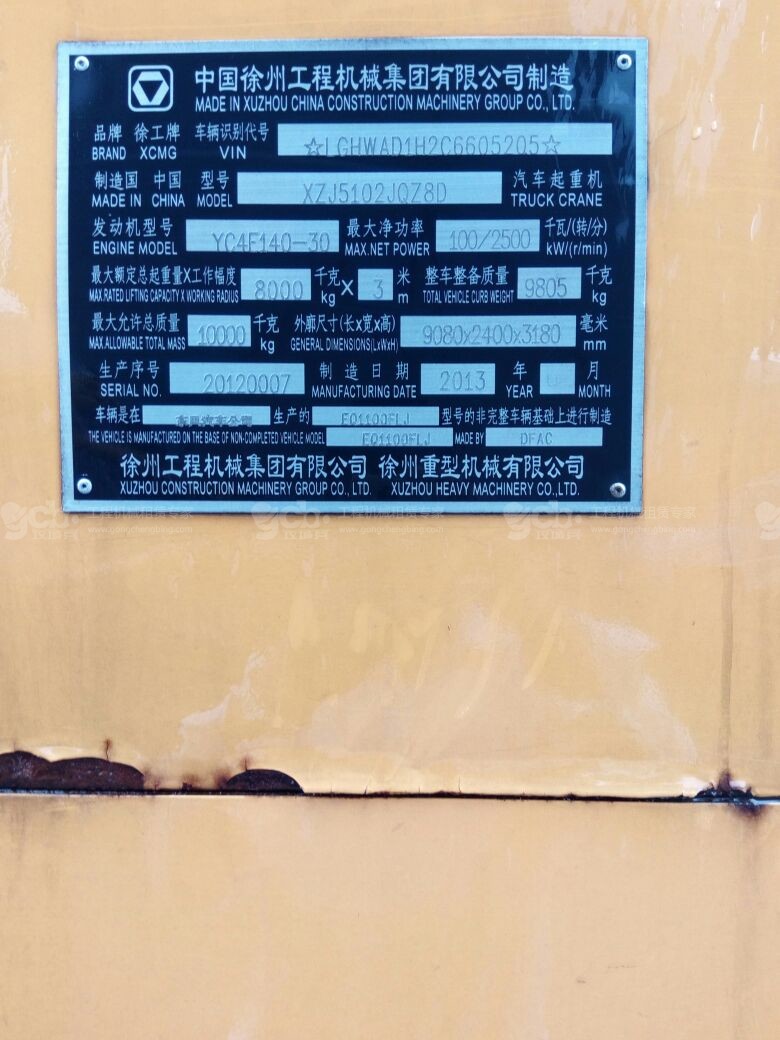 中国徐州工程机械集团有限公司制造
MADE IN XUZHOU CHINA CONSTRUCTION MACHINERY GROUP CO., LTD.
品牌 徐工牌 车辆识别代号 ☆LGHWAD1H2C6605205☆
BRAND XCMG VIN
制造国 中国 型号 XZJ5102JQZ8D 汽车起重机
MADE IN CHINA MODEL TRUCK CRANE
发动机型号 YC4E140-30 最大净功率 100/2500 千瓦/(转/分)
ENGINE MODEL MAX.NET POWER kW/(r/min)
最大额定总起重量X工作幅度 8000 千克 X 3 米 整车整备质量 9805 千克
MAX.RATED LIFTING CAPACITY X WORKING RADIUS kg m TOTAL VEHICLE CURB WEIGHT kg
最大允许总质量 10000 千克 外廓尺寸(长x宽x高) 9080x2400x3180 毫米
MAX.ALLOWABLE TOTAL MASS kg GENERAL DIMENSIONS(LxWxH) mm
生产序号 20120007 制造日期 2013 年 月
SERIAL NO. MANUFACTURING DATE YEAR MONTH
车辆是在 东风汽车公司 生产的 EQ1100FLJ 型号的非完整车辆基础上进行制造
THE VEHICLE IS MANUFACTURED ON THE BASE OF NON-COMPLETED VEHICLE MODEL EQ1100FLJ MADE BY DFAC
徐州工程机械集团有限公司 徐州重型机械有限公司
XUZHOU CONSTRUCTION MACHINERY GROUP CO., LTD. XUZHOU HEAVY MACHINERY CO.,LTD.